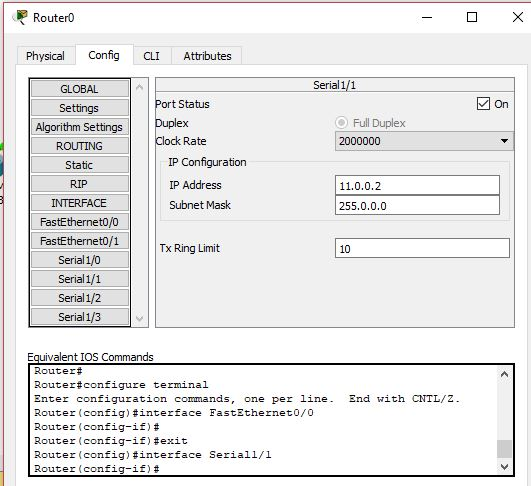 Router0
Physical Config CLI Attributes
GLOBAL
Settings
Algorithm Settings
ROUTING
Static
RIP
INTERFACE
FastEthernet0/0
FastEthernet0/1
Serial1/0
Serial1/1
Serial1/2
Serial1/3
Serial1/1
Port Status On
Duplex Full Duplex
Clock Rate 2000000
IP Configuration
IP Address 11.0.0.2
Subnet Mask 255.0.0.0
Tx Ring Limit 10
Equivalent IOS Commands
Router#
Router#configure terminal
Enter configuration commands, one per line. End with CNTL/Z.
Router(config)#interface FastEthernet0/0
Router(config-if)#
Router(config-if)#exit
Router(config)#interface Serial1/1
Router(config-if)#